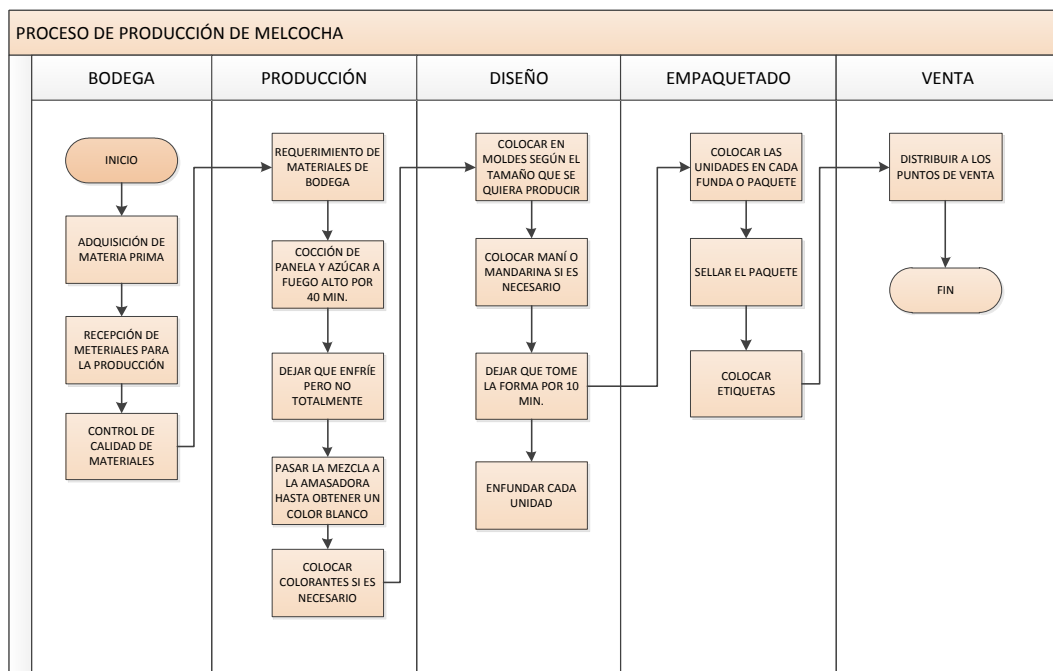 PROCESO DE PRODUCCIÓN DE MELCOCHA
BODEGA
PRODUCCIÓN
DISEÑO
EMPAQUETADO
VENTA
INICIO
ADQUISICIÓN DE
MATERIA PRIMA
RECEPCIÓN DE
METERIALES PARA
LA PRODUCCIÓN
CONTROL DE
CALIDAD DE
MATERIALES
REQUERIMIENTO DE
MATERIALES DE
BODEGA
COCCIÓN DE
PANELA Y AZÚCAR A
FUEGO ALTO POR
40 MIN.
DEJAR QUE ENFRÍE
PERO NO
TOTALMENTE
PASAR LA MEZCLA A
LA AMASADORA
HASTA OBTENER UN
COLOR BLANCO
COLOCAR
COLORANTES SI ES
NECESARIO
COLOCAR EN
MOLDES SEGÚN EL
TAMAÑO QUE SE
QUIERA PRODUCIR
COLOCAR MANÍ O
MANDARINA SI ES
NECESARIO
DEJAR QUE TOME
LA FORMA POR 10
MIN.
ENFUNDAR CADA
UNIDAD
COLOCAR LAS
UNIDADES EN CADA
FUNDA O PAQUETE
SELLAR EL PAQUETE
COLOCAR
ETIQUETAS
DISTRIBUIR A LOS
PUNTOS DE VENTA
FIN